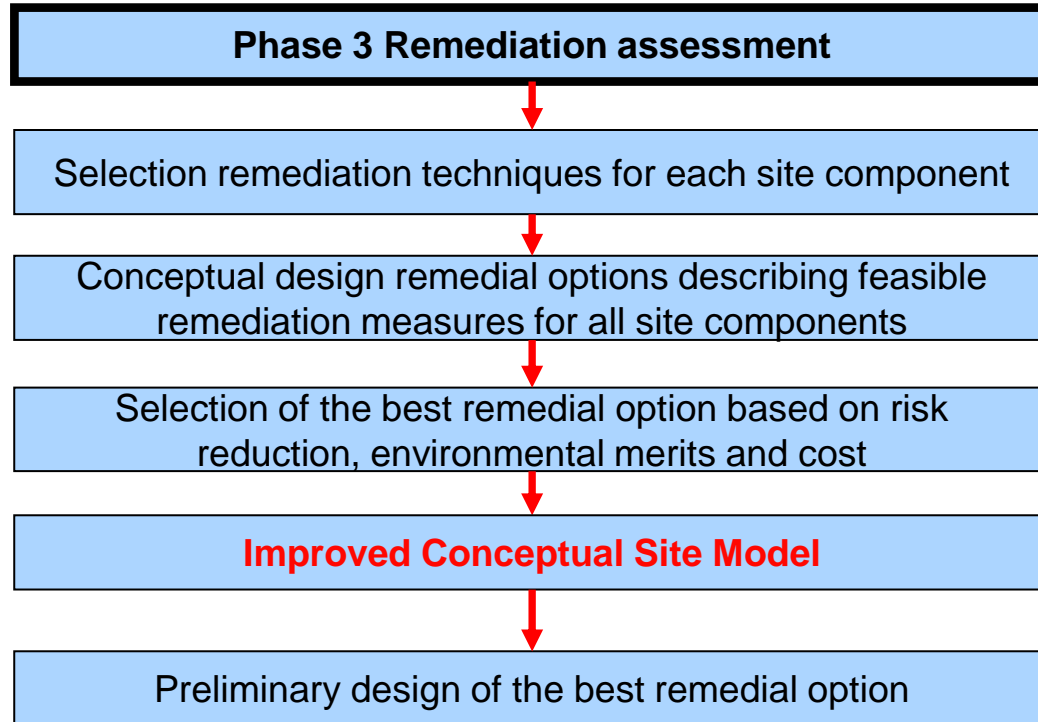 Phase 3 Remediation assessment
Selection remediation techniques for each site component
Conceptual design remedial options describing feasible
remediation measures for all site components
Selection of the best remedial option based on risk
reduction, environmental merits and cost
Improved Conceptual Site Model
Preliminary design of the best remedial option